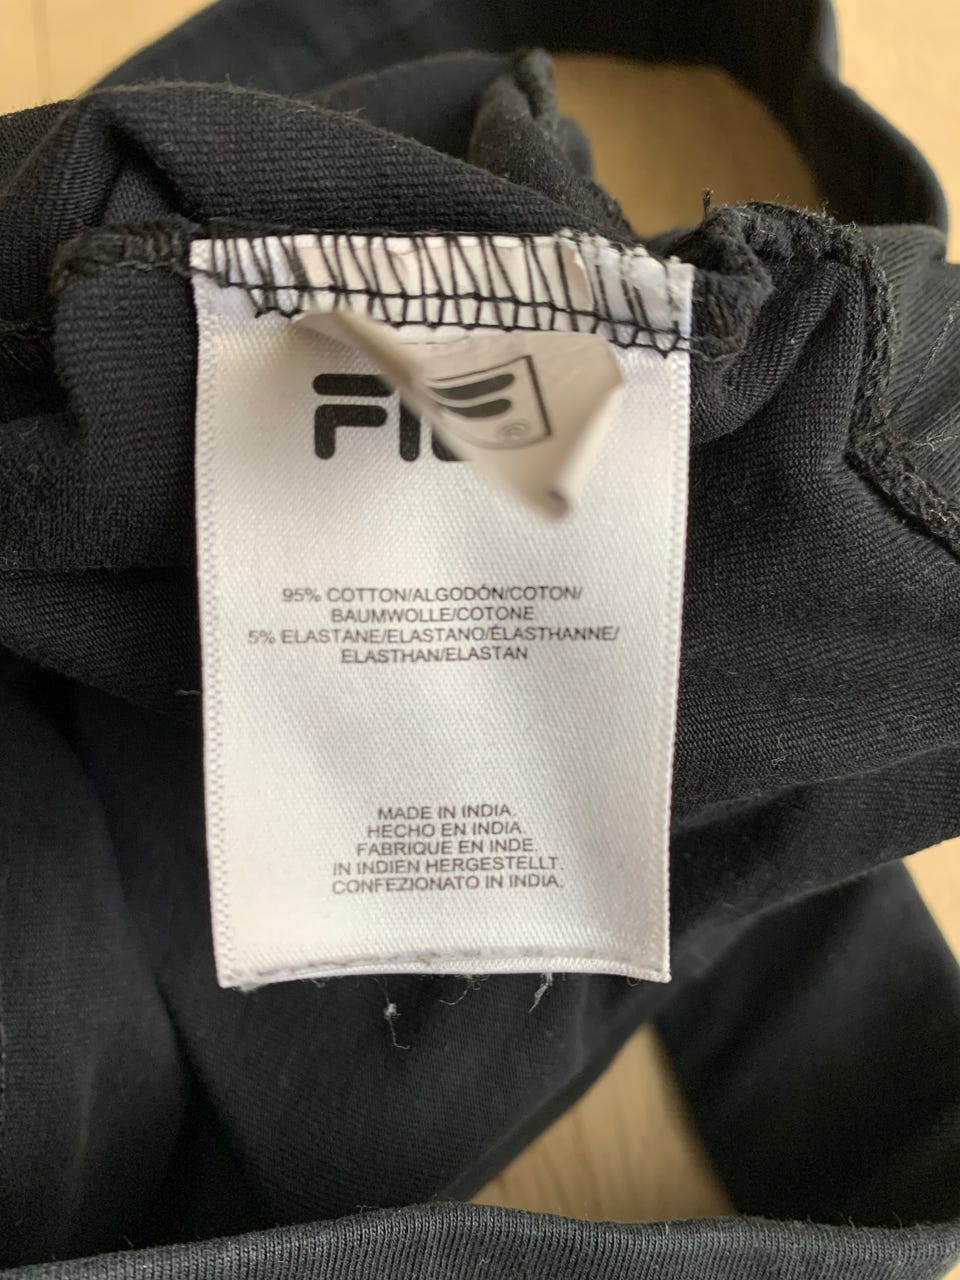 FI
®
95% COTTON/ALGODÓN/COTON/
BAUMWOLLE/COTONE
5% ELASTANE/ELASTANO/ÉLASTHANNE/
ELASTHAN/ELASTAN
MADE IN INDIA.
HECHO EN INDIA.
FABRIQUE EN INDE.
IN INDIEN HERGESTELLT.
CONFEZIONATO IN INDIA.